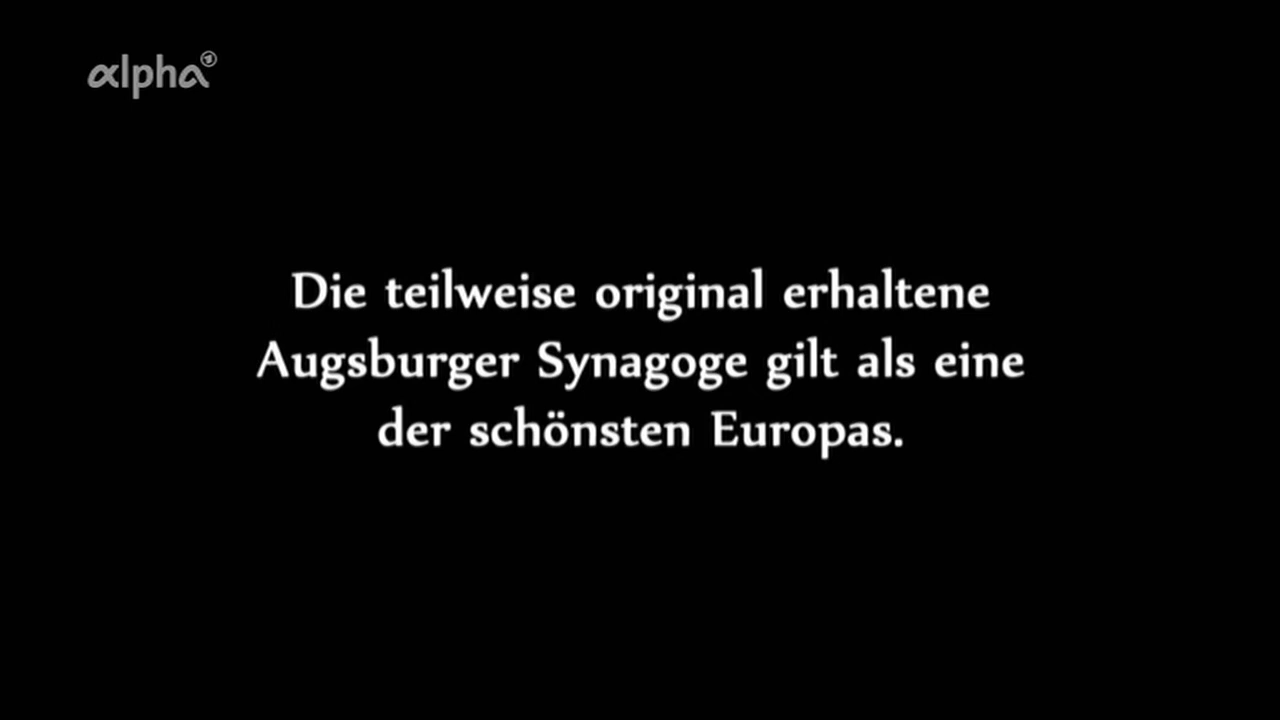 alpha
Die teilweise original erhaltene
Augsburger Synagoge gilt als eine
der schönsten Europas.